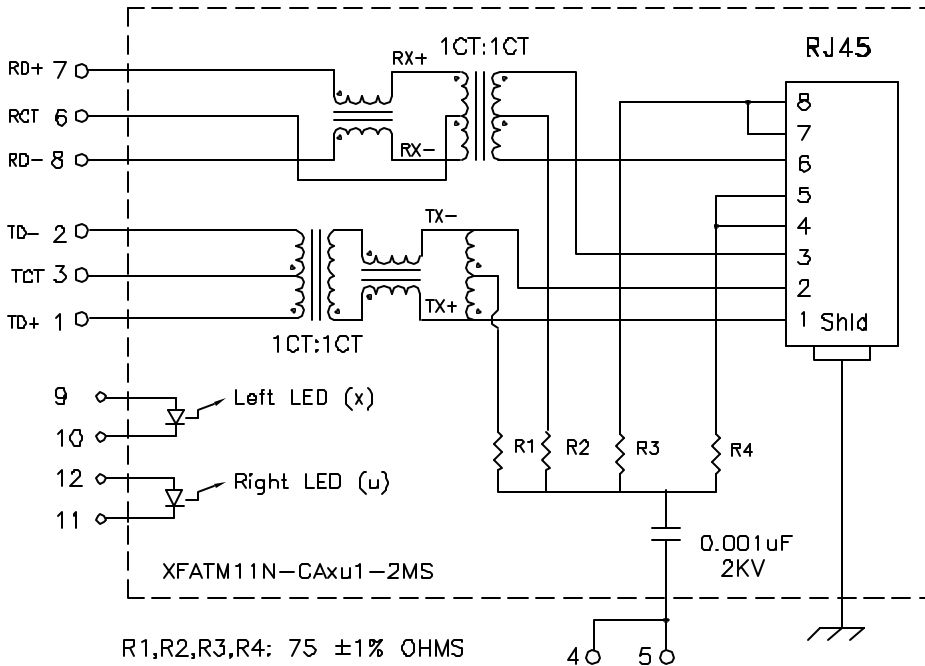 1CT:1CT
RJ45
RD+ 7
RX+
8
RCT 6
7
RX-
RD- 8
6
5
TX-
TD- 2
4
3
TCT 3
2
TX+
TD+ 1
1 Shld
1CT:1CT
9
Left LED (x)
10
R1
R2
R3
R4
12
Right LED (u)
11
0.001uF
2KV
XFATM11N-CAxu1-2MS
R1,R2,R3,R4: 75 ±1% OHMS
4
5